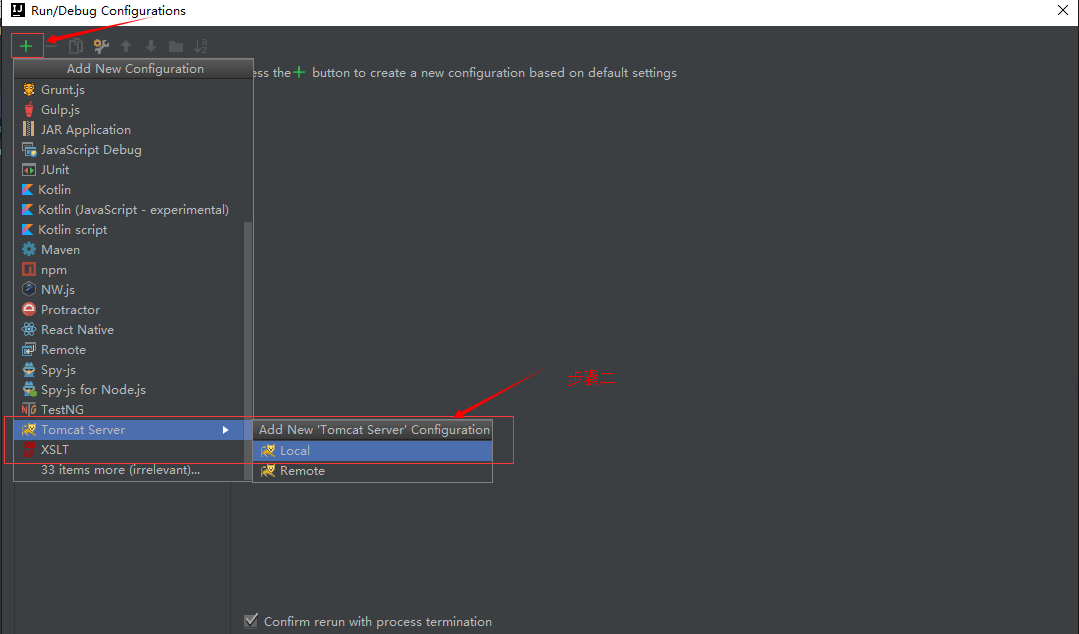 Run/Debug Configurations
Add New Configuration
ess the + button to create a new configuration based on default settings
Grunt.js
Gulp.js
JAR Application
JavaScript Debug
JUnit
Kotlin
Kotlin (JavaScript - experimental)
Kotlin script
Maven
npm
NW.js
Protractor
React Native
Remote
Spy-js
步骤二
Spy-js for Node.js
TestNG
Tomcat Server
Add New 'Tomcat Server' Configuration
XSLT
Local
33 items more (irrelevant)...
Remote
Confirm rerun with process termination